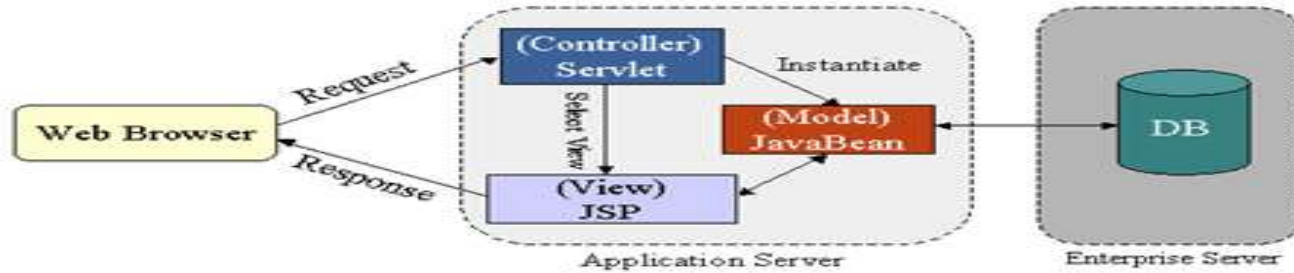 (Controller)
Servlet
Request
Instantiate
Web Browser
Select View
(Model)
JavaBean
DB
Response
(View)
JSP
Application Server
Enterprise Server